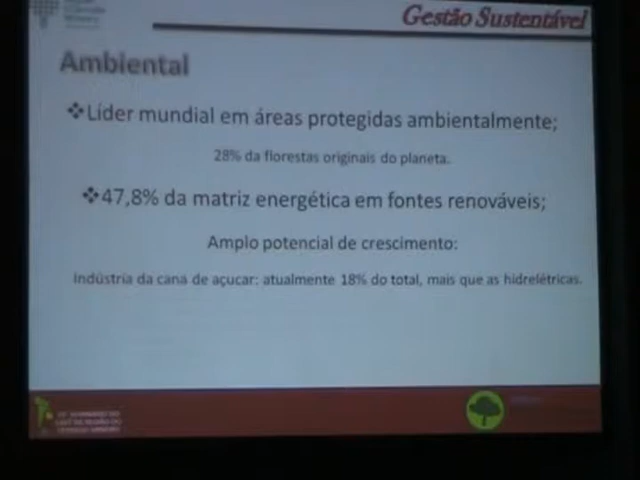 Gestão Sustentável
Ambiental
❖Líder mundial em áreas protegidas ambientalmente;
28% da florestas originais do planeta.
❖47,8% da matriz energética em fontes renováveis;
Amplo potencial de crescimento:
Indústria da cana de açucar: atualmente 18% do total, mais que as hidrelétricas.